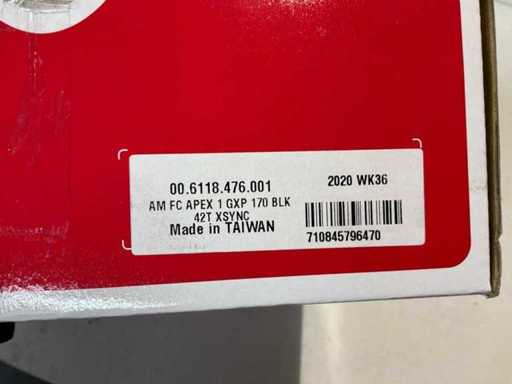 00.6118.476.001
2020 WK36
AM FC APEX 1 GXP 170 BLK
42T XSYNC
Made in TAIWAN
710845796470